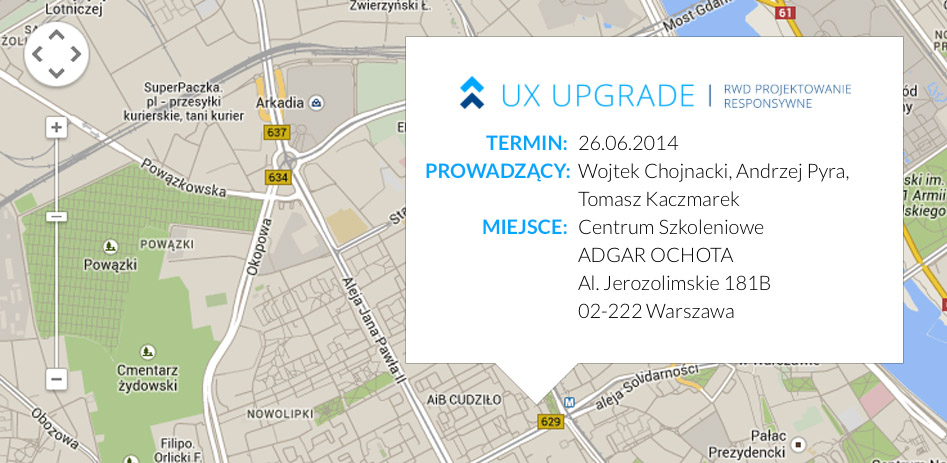 Lotniczej
Zwierzyński Ł.
Most Gdań
61
SuperPaczka.
pl - przesyłki
kurierskie, tani kurier
Arkadia
637
634
Powązkowska
POWĄZKI
Powązki
Okopowa
Aleja Jana Pawła II
Cmentarz
żydowski
NOWOLIPKI
Obozowa
Filipo.
Orlicki F.
UX UPGRADE | RWD PROJEKTOWANIE
RESPONSYWNE
TERMIN: 26.06.2014
PROWADZĄCY: Wojtek Chojnacki, Andrzej Pyra,
Tomasz Kaczmarek
MIEJSCE: Centrum Szkoleniowe
ADGAR OCHOTA
Al. Jerozolimskie 181B
02-222 Warszawa
AiB CUDZIŁO
M
629
aleja Solidarności
Pałac
Prezydencki